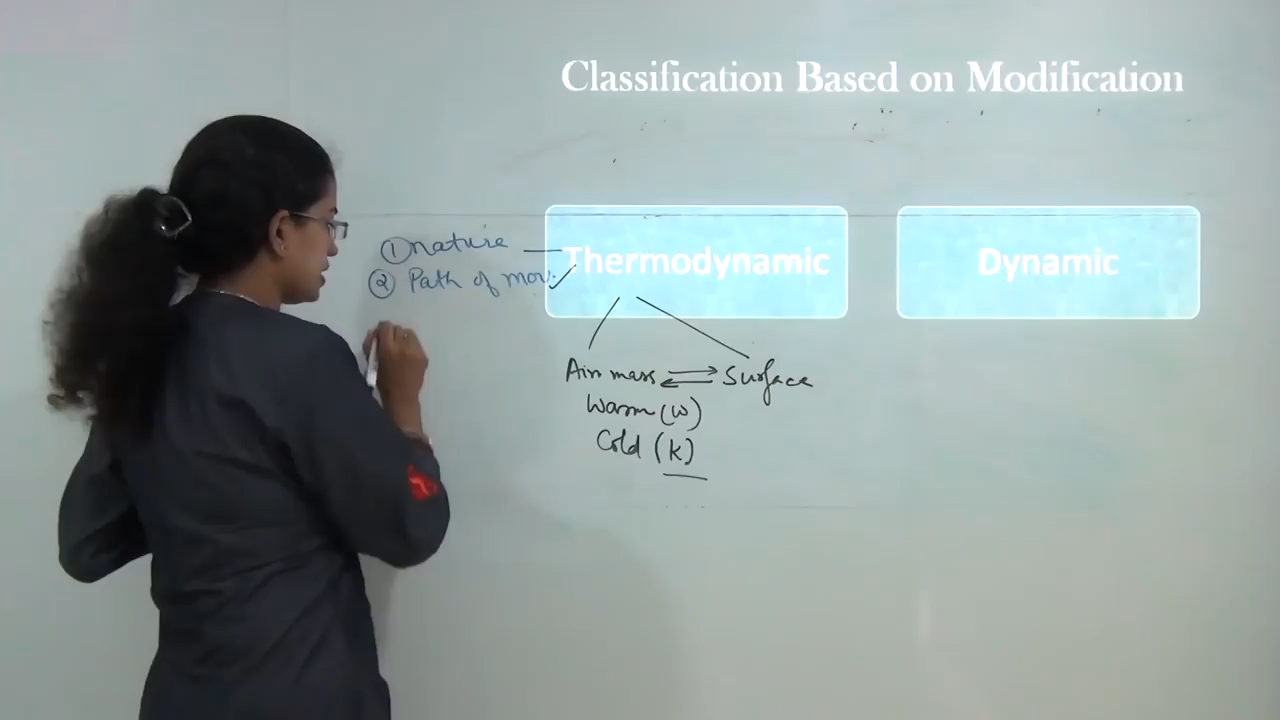 Classification Based on Modification
① nature
Thermodynamic
Dynamic
② Path of mov.
Air mass ⇄ Surface
Warm (W)
Cold (K)